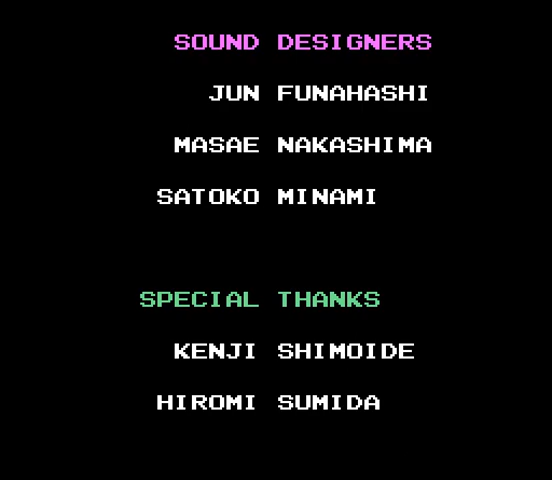 SOUND DESIGNERS
JUN FUNAHASHI
MASAE NAKASHIMA
SATOKO MINAMI
SPECIAL THANKS
KENJI SHIMOIDE
HIROMI SUMIDA